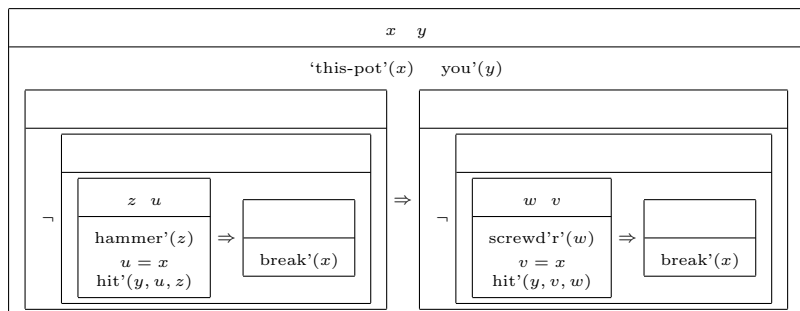 x y
‘this-pot’(x) you’(y)
z u
hammer’(z)
u = x
hit’(y, u, z)
¬
⇒
break’(x)
⇒
w v
screwd’r’(w)
v = x
hit’(y, v, w)
¬
⇒
break’(x)